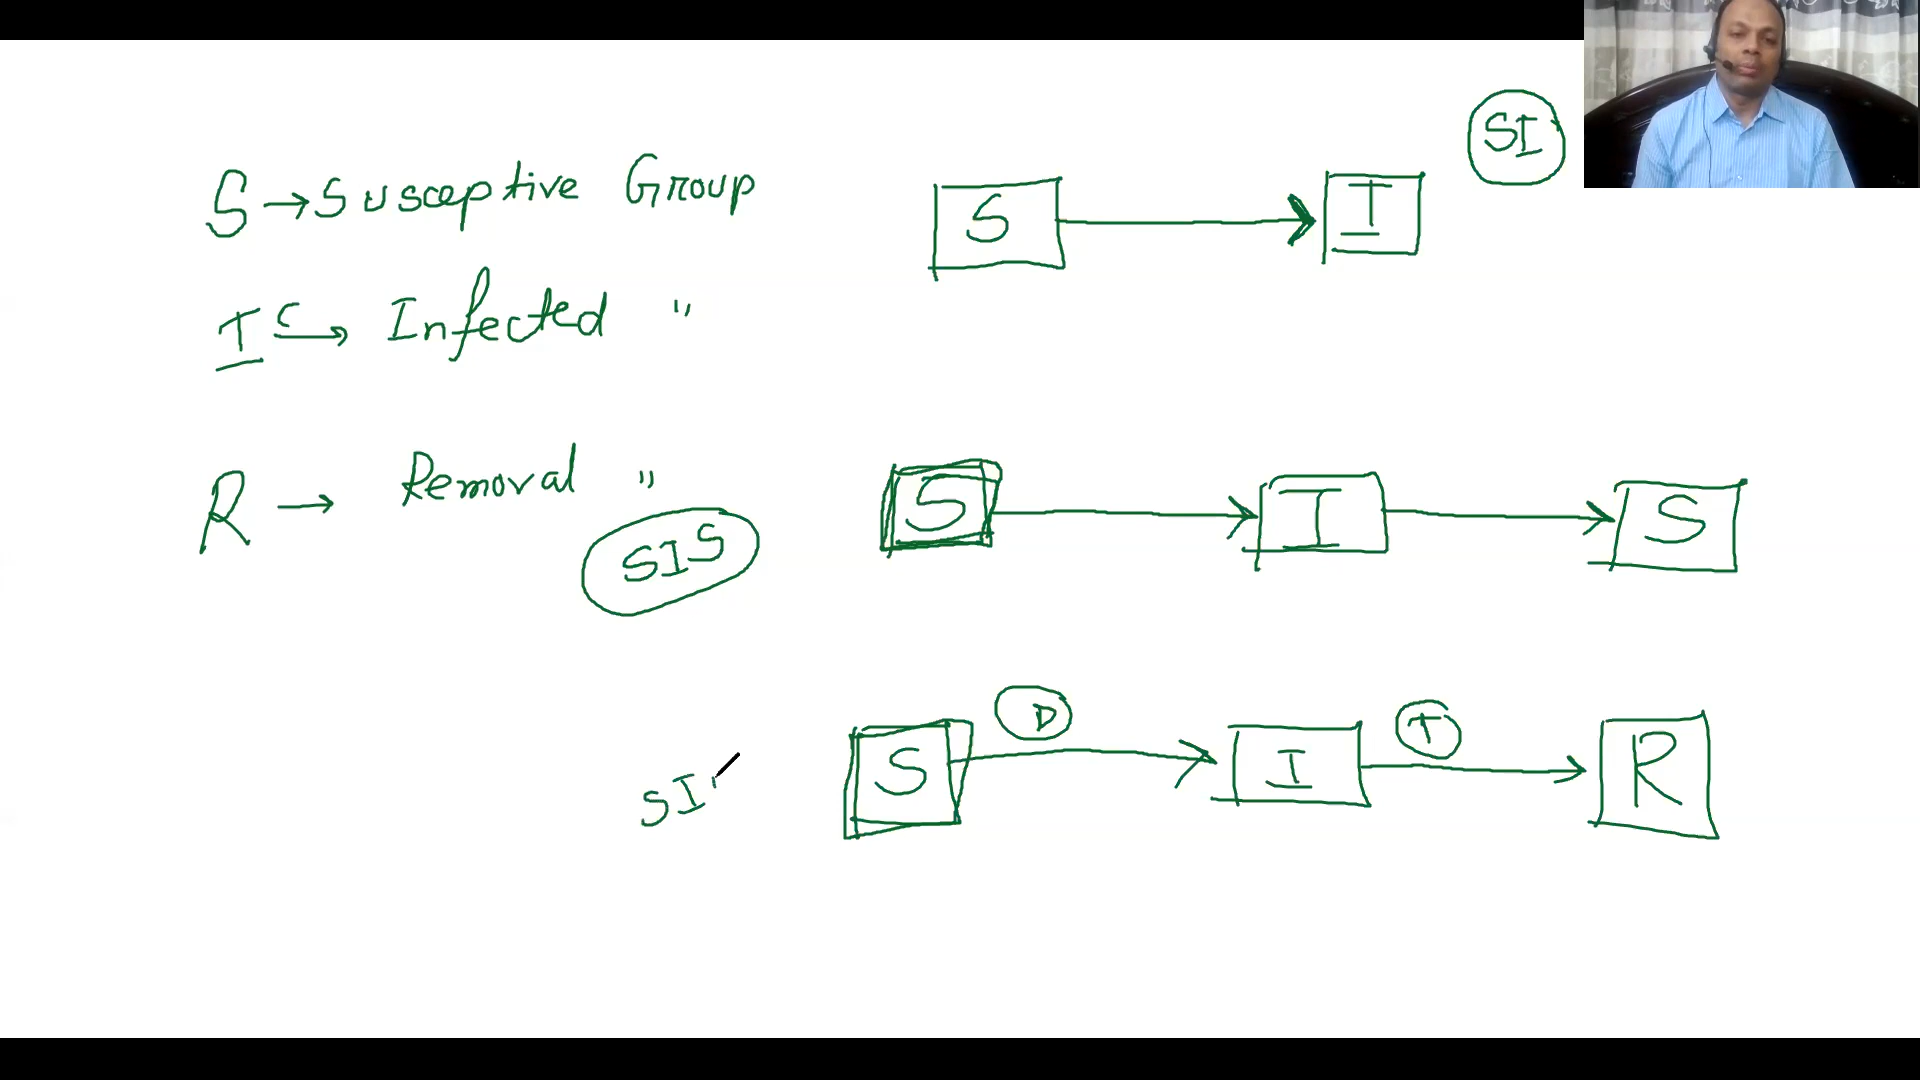 SI
S → Susceptive Group
S → I
I → Infected "
R → Removal "
S → I → S
SIS
D T
S → I → R
SI